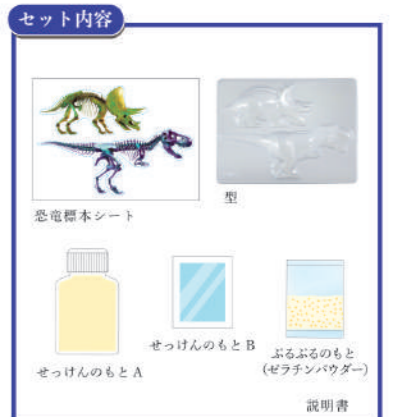 セット内容
恐竜標本シート
型
せっけんのもと A
せっけんのもと B
ぷるぷるのもと
(ゼラチンパウダー)
説明書